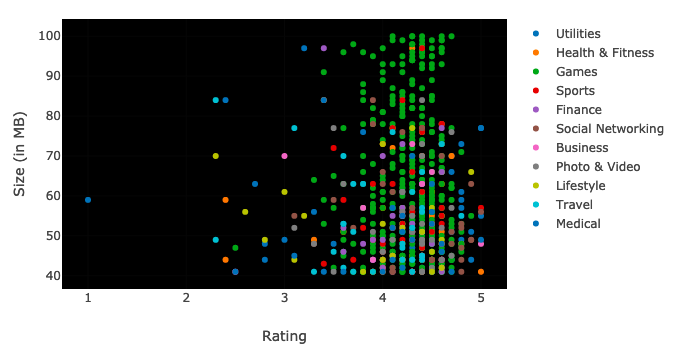 Size (in MB)
100
90
80
70
60
50
40
1 2 3 4 5
Rating
Utilities
Health & Fitness
Games
Sports
Finance
Social Networking
Business
Photo & Video
Lifestyle
Travel
Medical